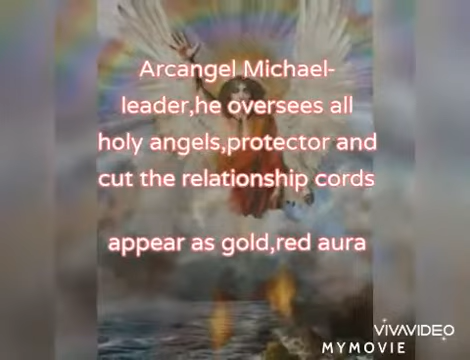 Arcangel Michael-
leader,he oversees all
holy angels,protector and
cut the relationship cords
appear as gold,red aura
VIVAVIDEO
MYMOVIE